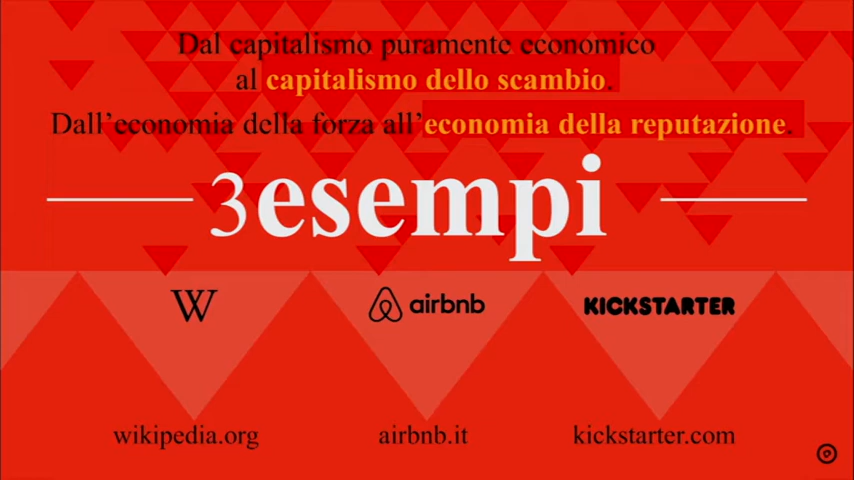 Dal capitalismo puramente economico
al capitalismo dello scambio.
Dall'economia della forza all'economia della reputazione.
3esempi
W airbnb KICKSTARTER
wikipedia.org airbnb.it kickstarter.com